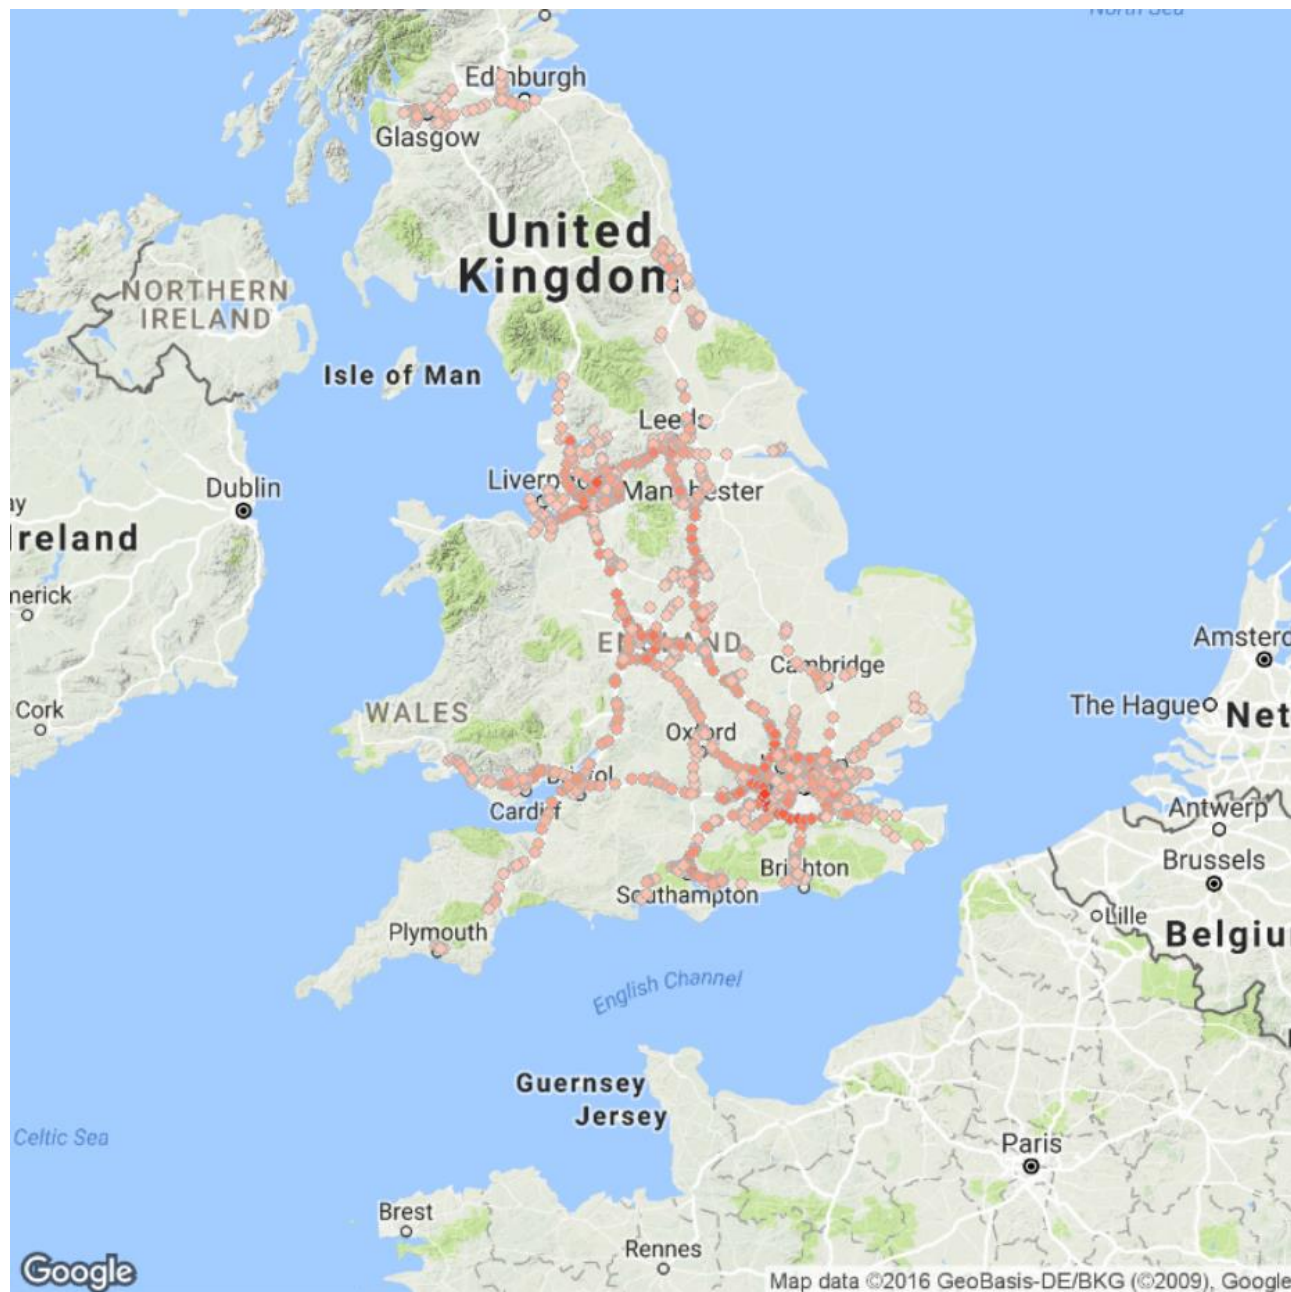 North Sea
Edinburgh
Glasgow
United
Kingdom
NORTHERN
IRELAND
Isle of Man
Leeds
Liverpool
Manchester
Dublin
Ireland
ENGLAND
Cambridge
Amsterd
The Hague
Net
Cork
WALES
Oxford
Bristol
Cardiff
Antwerp
Brussels
Brighton
Southampton
Lille
Belgiu
Plymouth
English Channel
Guernsey
Jersey
Celtic Sea
Paris
Brest
Rennes
Google
Map data ©2016 GeoBasis-DE/BKG (©2009), Google